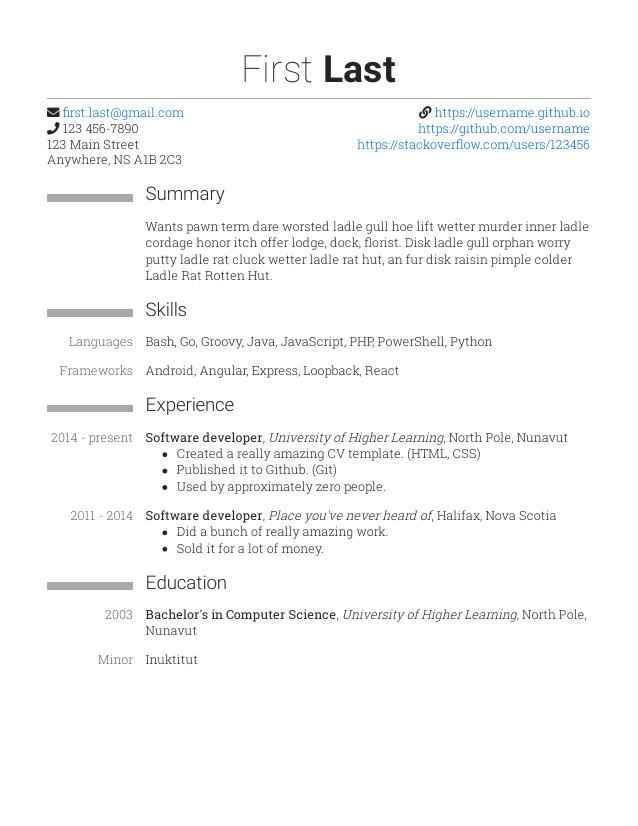 First Last
first.last@gmail.com
123 456-7890
123 Main Street
Anywhere, NS A1B 2C3
https://username.github.io
https://github.com/username
https://stackoverflow.com/users/123456
Summary
Wants pawn term dare worsted ladle gull hoe lift wetter murder inner ladle
cordage honor itch offer lodge, dock, florist. Disk ladle gull orphan worry
putty ladle rat cluck wetter ladle rat hut, an fur disk raisin pimple colder
Ladle Rat Rotten Hut.
Skills
Languages Bash, Go, Groovy, Java, JavaScript, PHP, PowerShell, Python
Frameworks Android, Angular, Express, Loopback, React
Experience
2014 - present Software developer, University of Higher Learning, North Pole, Nunavut
• Created a really amazing CV template. (HTML, CSS)
• Published it to Github. (Git)
• Used by approximately zero people.
2011 - 2014 Software developer, Place you've never heard of, Halifax, Nova Scotia
• Did a bunch of really amazing work.
• Sold it for a lot of money.
Education
2003 Bachelor's in Computer Science, University of Higher Learning, North Pole,
Nunavut
Minor Inuktitut